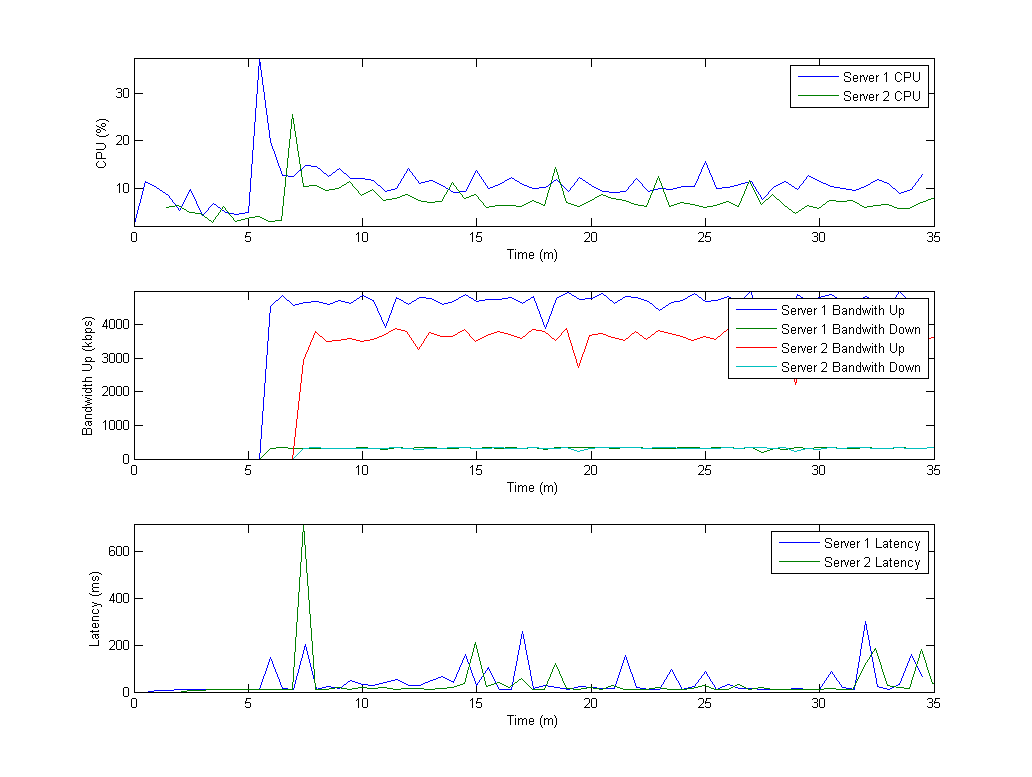 30
20
10
CPU (%)
Server 1 CPU
Server 2 CPU
0 5 10 15 20 25 30 35
Time (m)
4000
3000
2000
1000
0
Bandwidth Up (kbps)
Server 1 Bandwith Up
Server 1 Bandwith Down
Server 2 Bandwith Up
Server 2 Bandwith Down
0 5 10 15 20 25 30 35
Time (m)
600
400
200
0
Latency (ms)
Server 1 Latency
Server 2 Latency
0 5 10 15 20 25 30 35
Time (m)